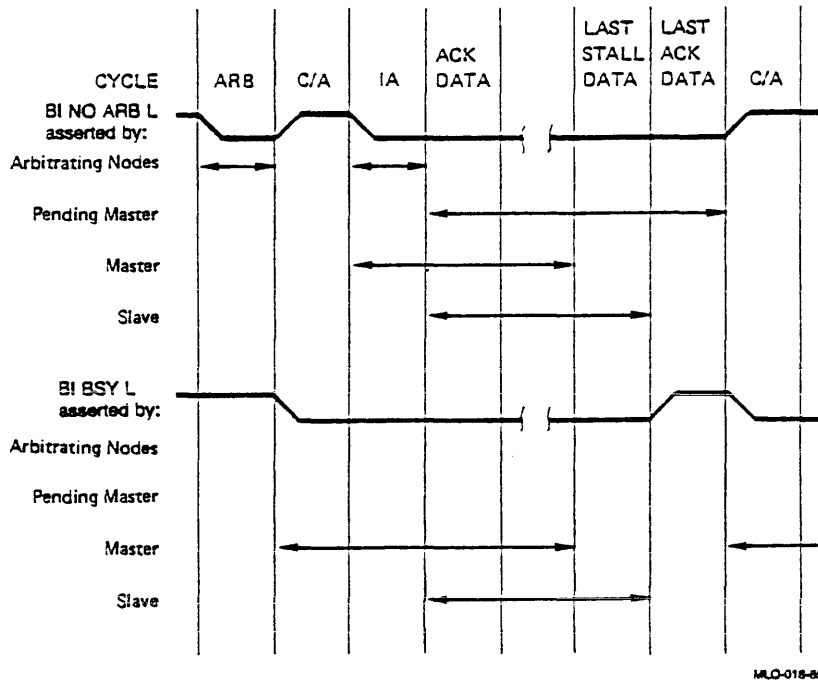 CYCLE ARB C/A IA ACK DATA LAST STALL DATA LAST ACK DATA C/A
BI NO ARB L
asserted by:
Arbitrating Nodes
Pending Master
Master
Slave
BI BSY L
asserted by:
Arbitrating Nodes
Pending Master
Master
Slave